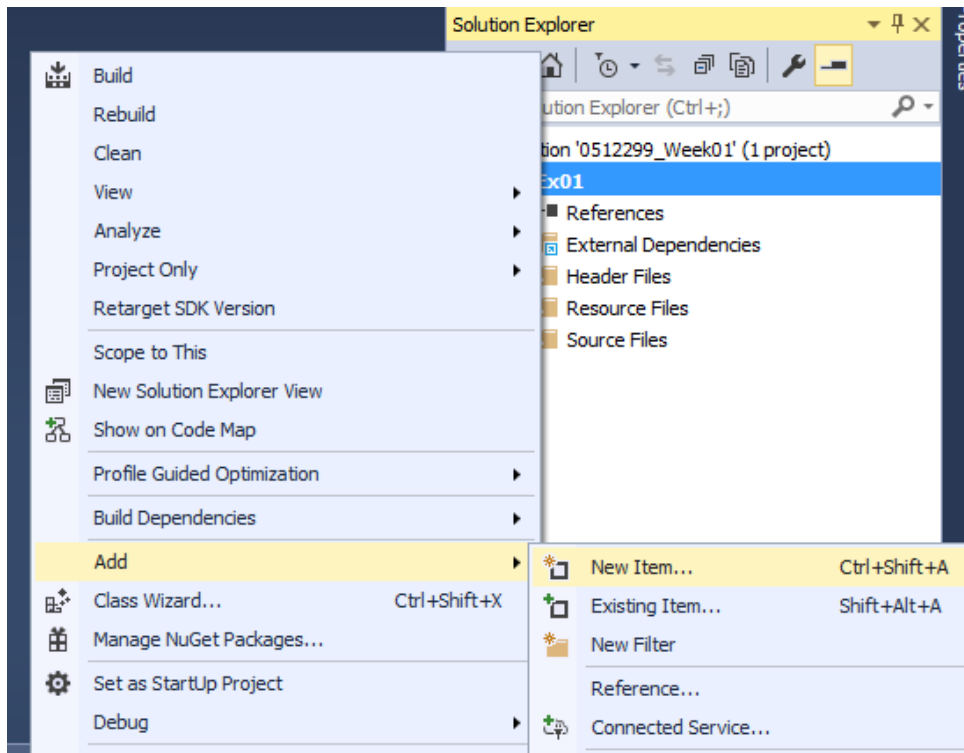 Solution Explorer
Properties
ution Explorer (Ctrl+;)
tion '0512299_Week01' (1 project)
Ex01
References
External Dependencies
Header Files
Resource Files
Source Files
Build
Rebuild
Clean
View
Analyze
Project Only
Retarget SDK Version
Scope to This
New Solution Explorer View
Show on Code Map
Profile Guided Optimization
Build Dependencies
Add
Class Wizard... Ctrl+Shift+X
Manage NuGet Packages...
Set as StartUp Project
Debug
New Item... Ctrl+Shift+A
Existing Item... Shift+Alt+A
New Filter
Reference...
Connected Service...